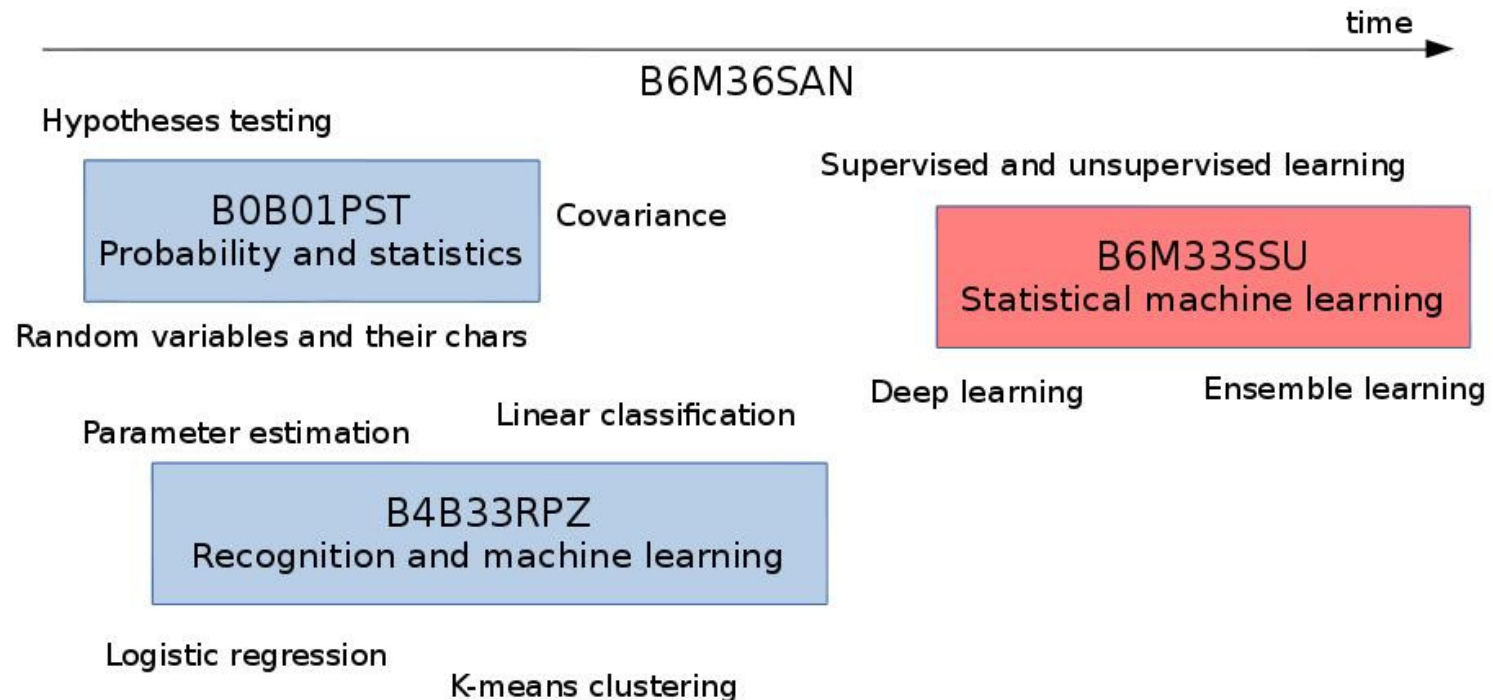 time
B6M36SAN
Hypotheses testing
Supervised and unsupervised learning
B0B01PST
Probability and statistics
Covariance
B6M33SSU
Statistical machine learning
Random variables and their chars
Deep learning
Ensemble learning
Linear classification
Parameter estimation
B4B33RPZ
Recognition and machine learning
Logistic regression
K-means clustering